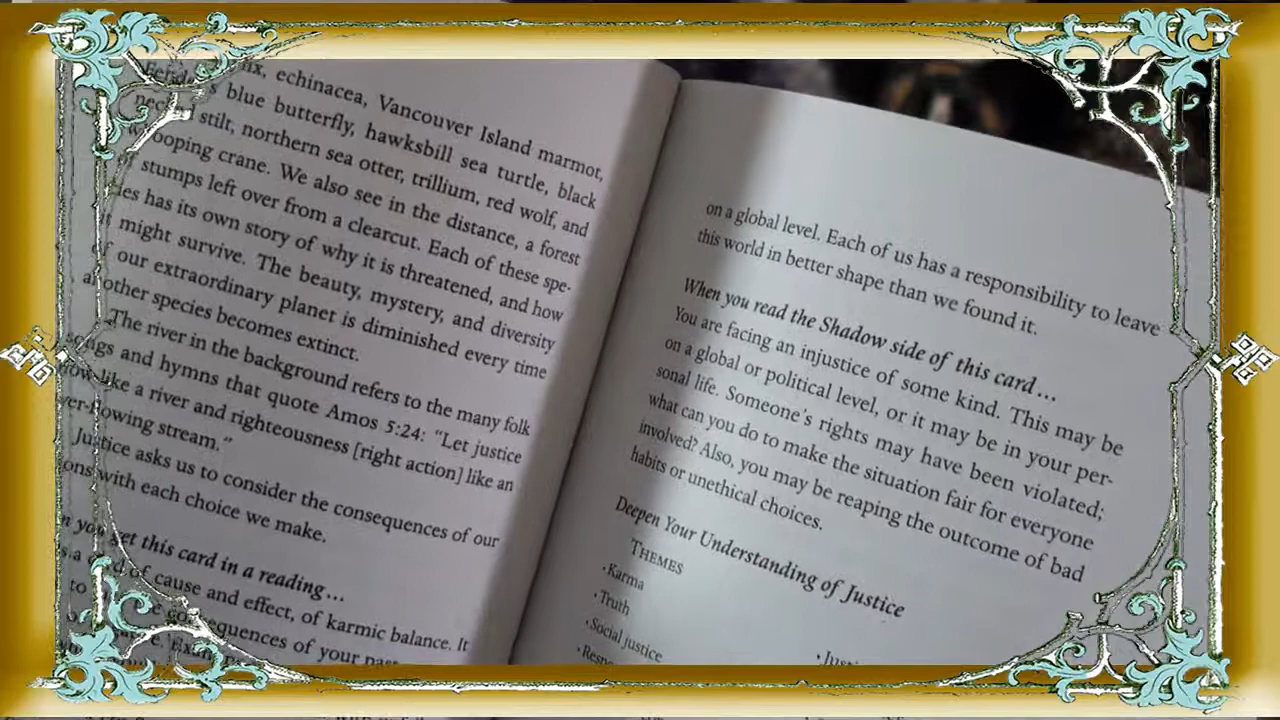 echinacea, Vancouver Island marmot,
blue butterfly, hawksbill sea turtle, black
stilt, northern sea otter, trillium, red wolf, and
ooping crane. We also see in the distance, a forest
stumps left over from a clearcut. Each of these spe-
ies has its own story of why it is threatened, and how
might survive. The beauty, mystery, and diversity
our extraordinary planet is diminished every time
another species becomes extinct.
The river in the background refers to the many folk
songs and hymns that quote Amos 5:24: “Let justice
flow like a river and righteousness [right action] like an
ver-flowing stream.”
Justice asks us to consider the consequences of our
ons with each choice we make.
n you get this card in a reading…
s a card of cause and effect, of karmic balance. It
to consequences of your past
on a global level. Each of us has a responsibility to leave
this world in better shape than we found it.
When you read the Shadow side of this card…
You are facing an injustice of some kind. This may be
on a global or political level, or it may be in your per-
sonal life. Someone’s rights may have been violated;
what can you do to make the situation fair for everyone
involved? Also, you may be reaping the outcome of bad
habits or unethical choices.
Deepen Your Understanding of Justice
THEMES
• Karma
• Truth
• Social justice